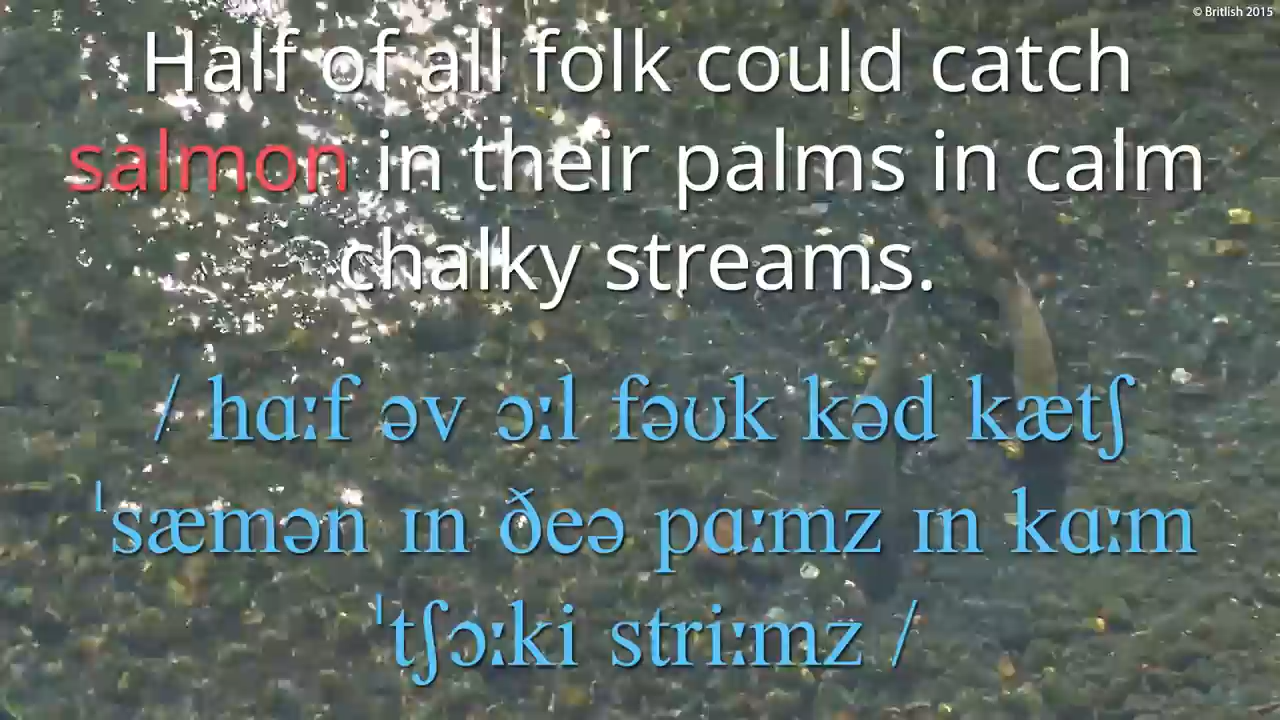 © Britlish 2015
Half of all folk could catch
salmon in their palms in calm
chalky streams.
/ hɑːf əv ɔːl fəʊk kəd kætʃ
ˈsæmən ɪn ðeə pɑːmz ɪn kɑːm
ˈtʃɔːki striːmz /